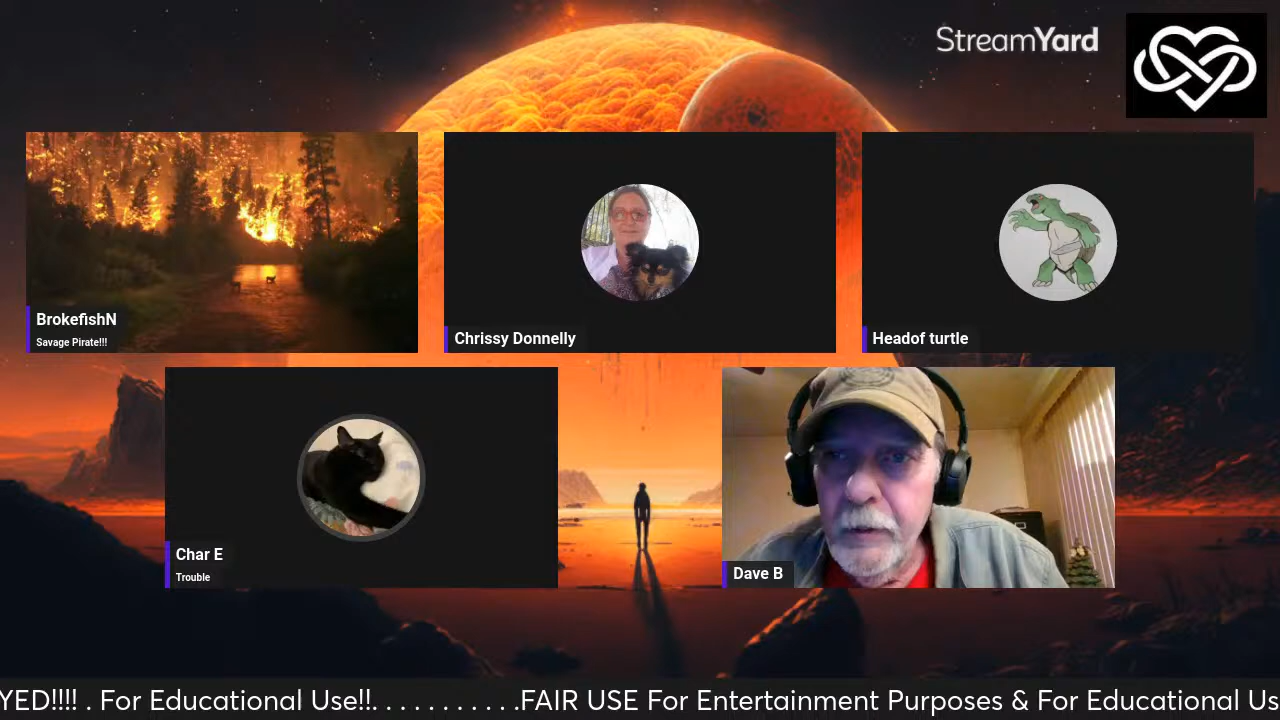 StreamYard
BrokefishN
Savage Pirate!!!
Chrissy Donnelly
Headof turtle
Char E
Trouble
Dave B
YED!!!! . For Educational Use!!. . . . . . . . . . .FAIR USE For Entertainment Purposes & For Educational Us